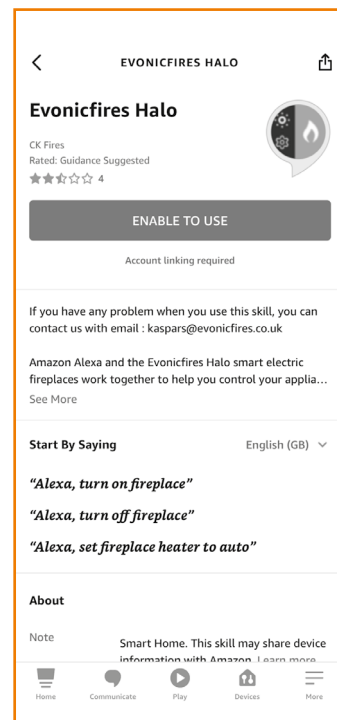 EVONICFIRES HALO
Evonicfires Halo
CK Fires
Rated: Guidance Suggested
4
ENABLE TO USE
Account linking required
If you have any problem when you use this skill, you can
contact us with email : kaspars@evonicfires.co.uk
Amazon Alexa and the Evonicfires Halo smart electric
fireplaces work together to help you control your applia...
See More
Start By Saying
English (GB)
“Alexa, turn on fireplace”
“Alexa, turn off fireplace”
“Alexa, set fireplace heater to auto”
About
Note
Smart Home. This skill may share device
information with Amazon. Learn more
Home
Communicate
Play
Devices
More